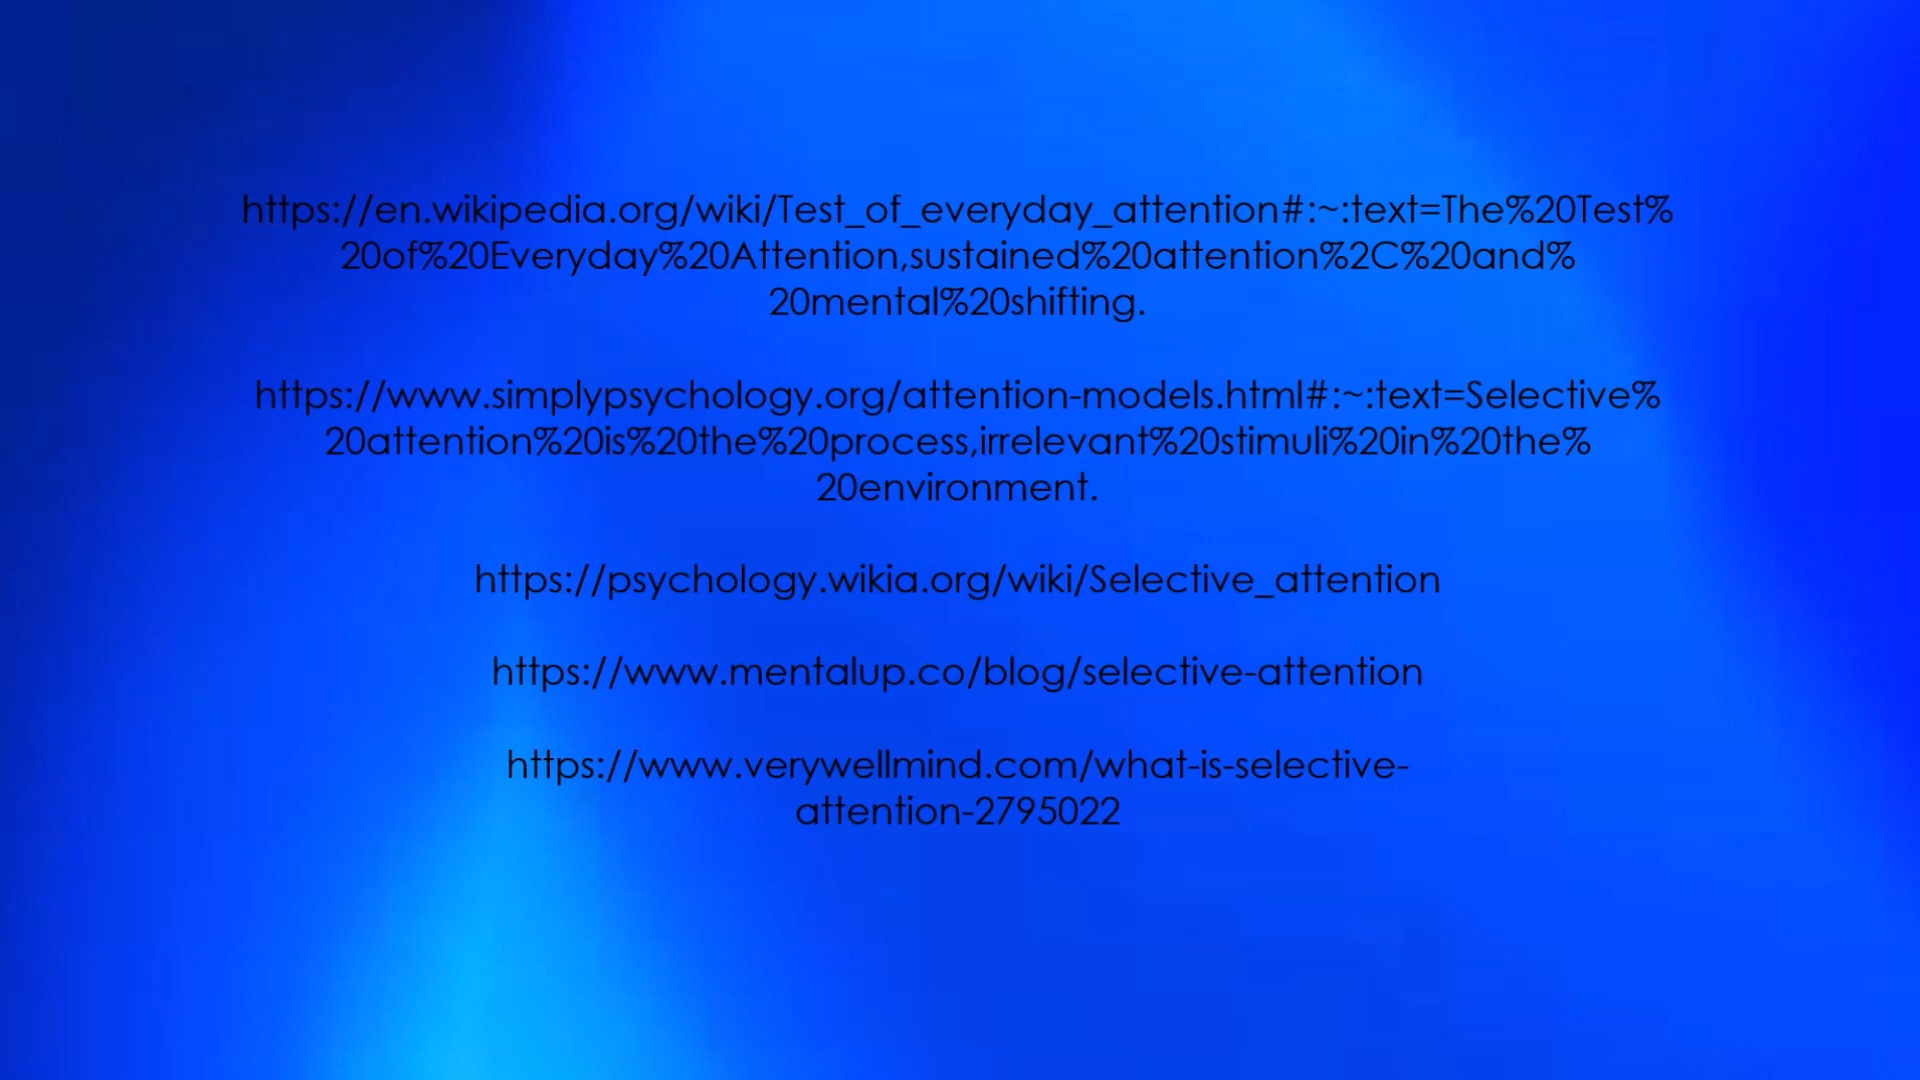 https://en.wikipedia.org/wiki/Test_of_everyday_attention#:~:text=The%20Test%
20of%20Everyday%20Attention,sustained%20attention%2C%20and%
20mental%20shifting.
https://www.simplypsychology.org/attention-models.html#:~:text=Selective%
20attention%20is%20the%20process,irrelevant%20stimuli%20in%20the%
20environment.
https://psychology.wikia.org/wiki/Selective_attention
https://www.mentalup.co/blog/selective-attention
https://www.verywellmind.com/what-is-selective-
attention-2795022